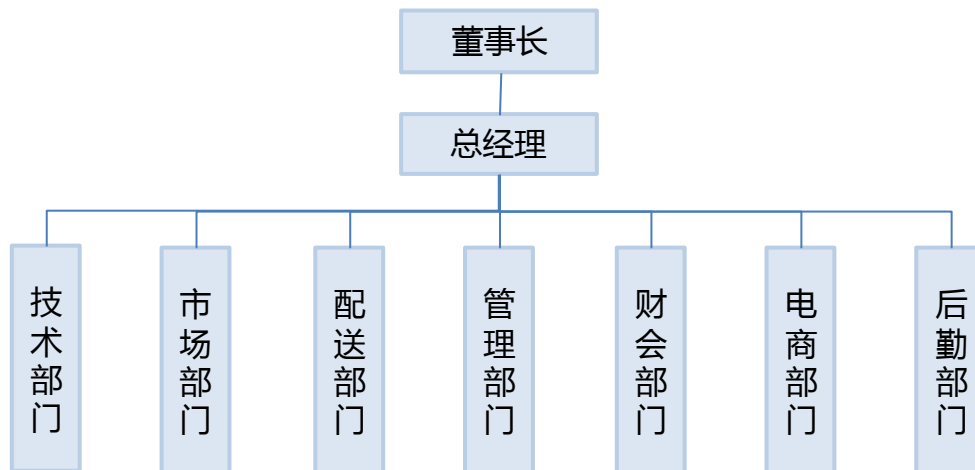 董事长
总经理
技术部门
市场部门
配送部门
管理部门
财会部门
电商部门
后勤部门